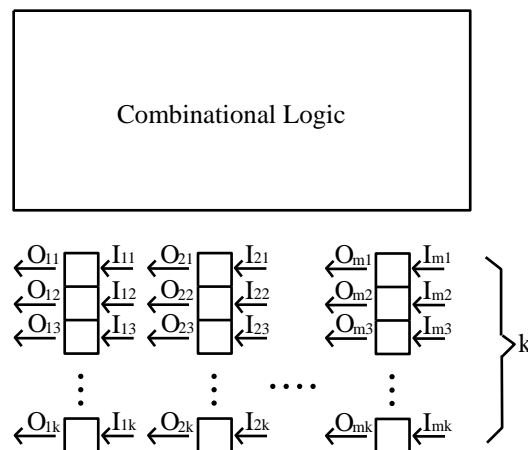 Combinational Logic
O11 I11 O21 I21 Om1 Im1
O12 I12 O22 I22 Om2 Im2
O13 I13 O23 I23 Om3 Im3
k
O1k I1k O2k I2k Omk Imk